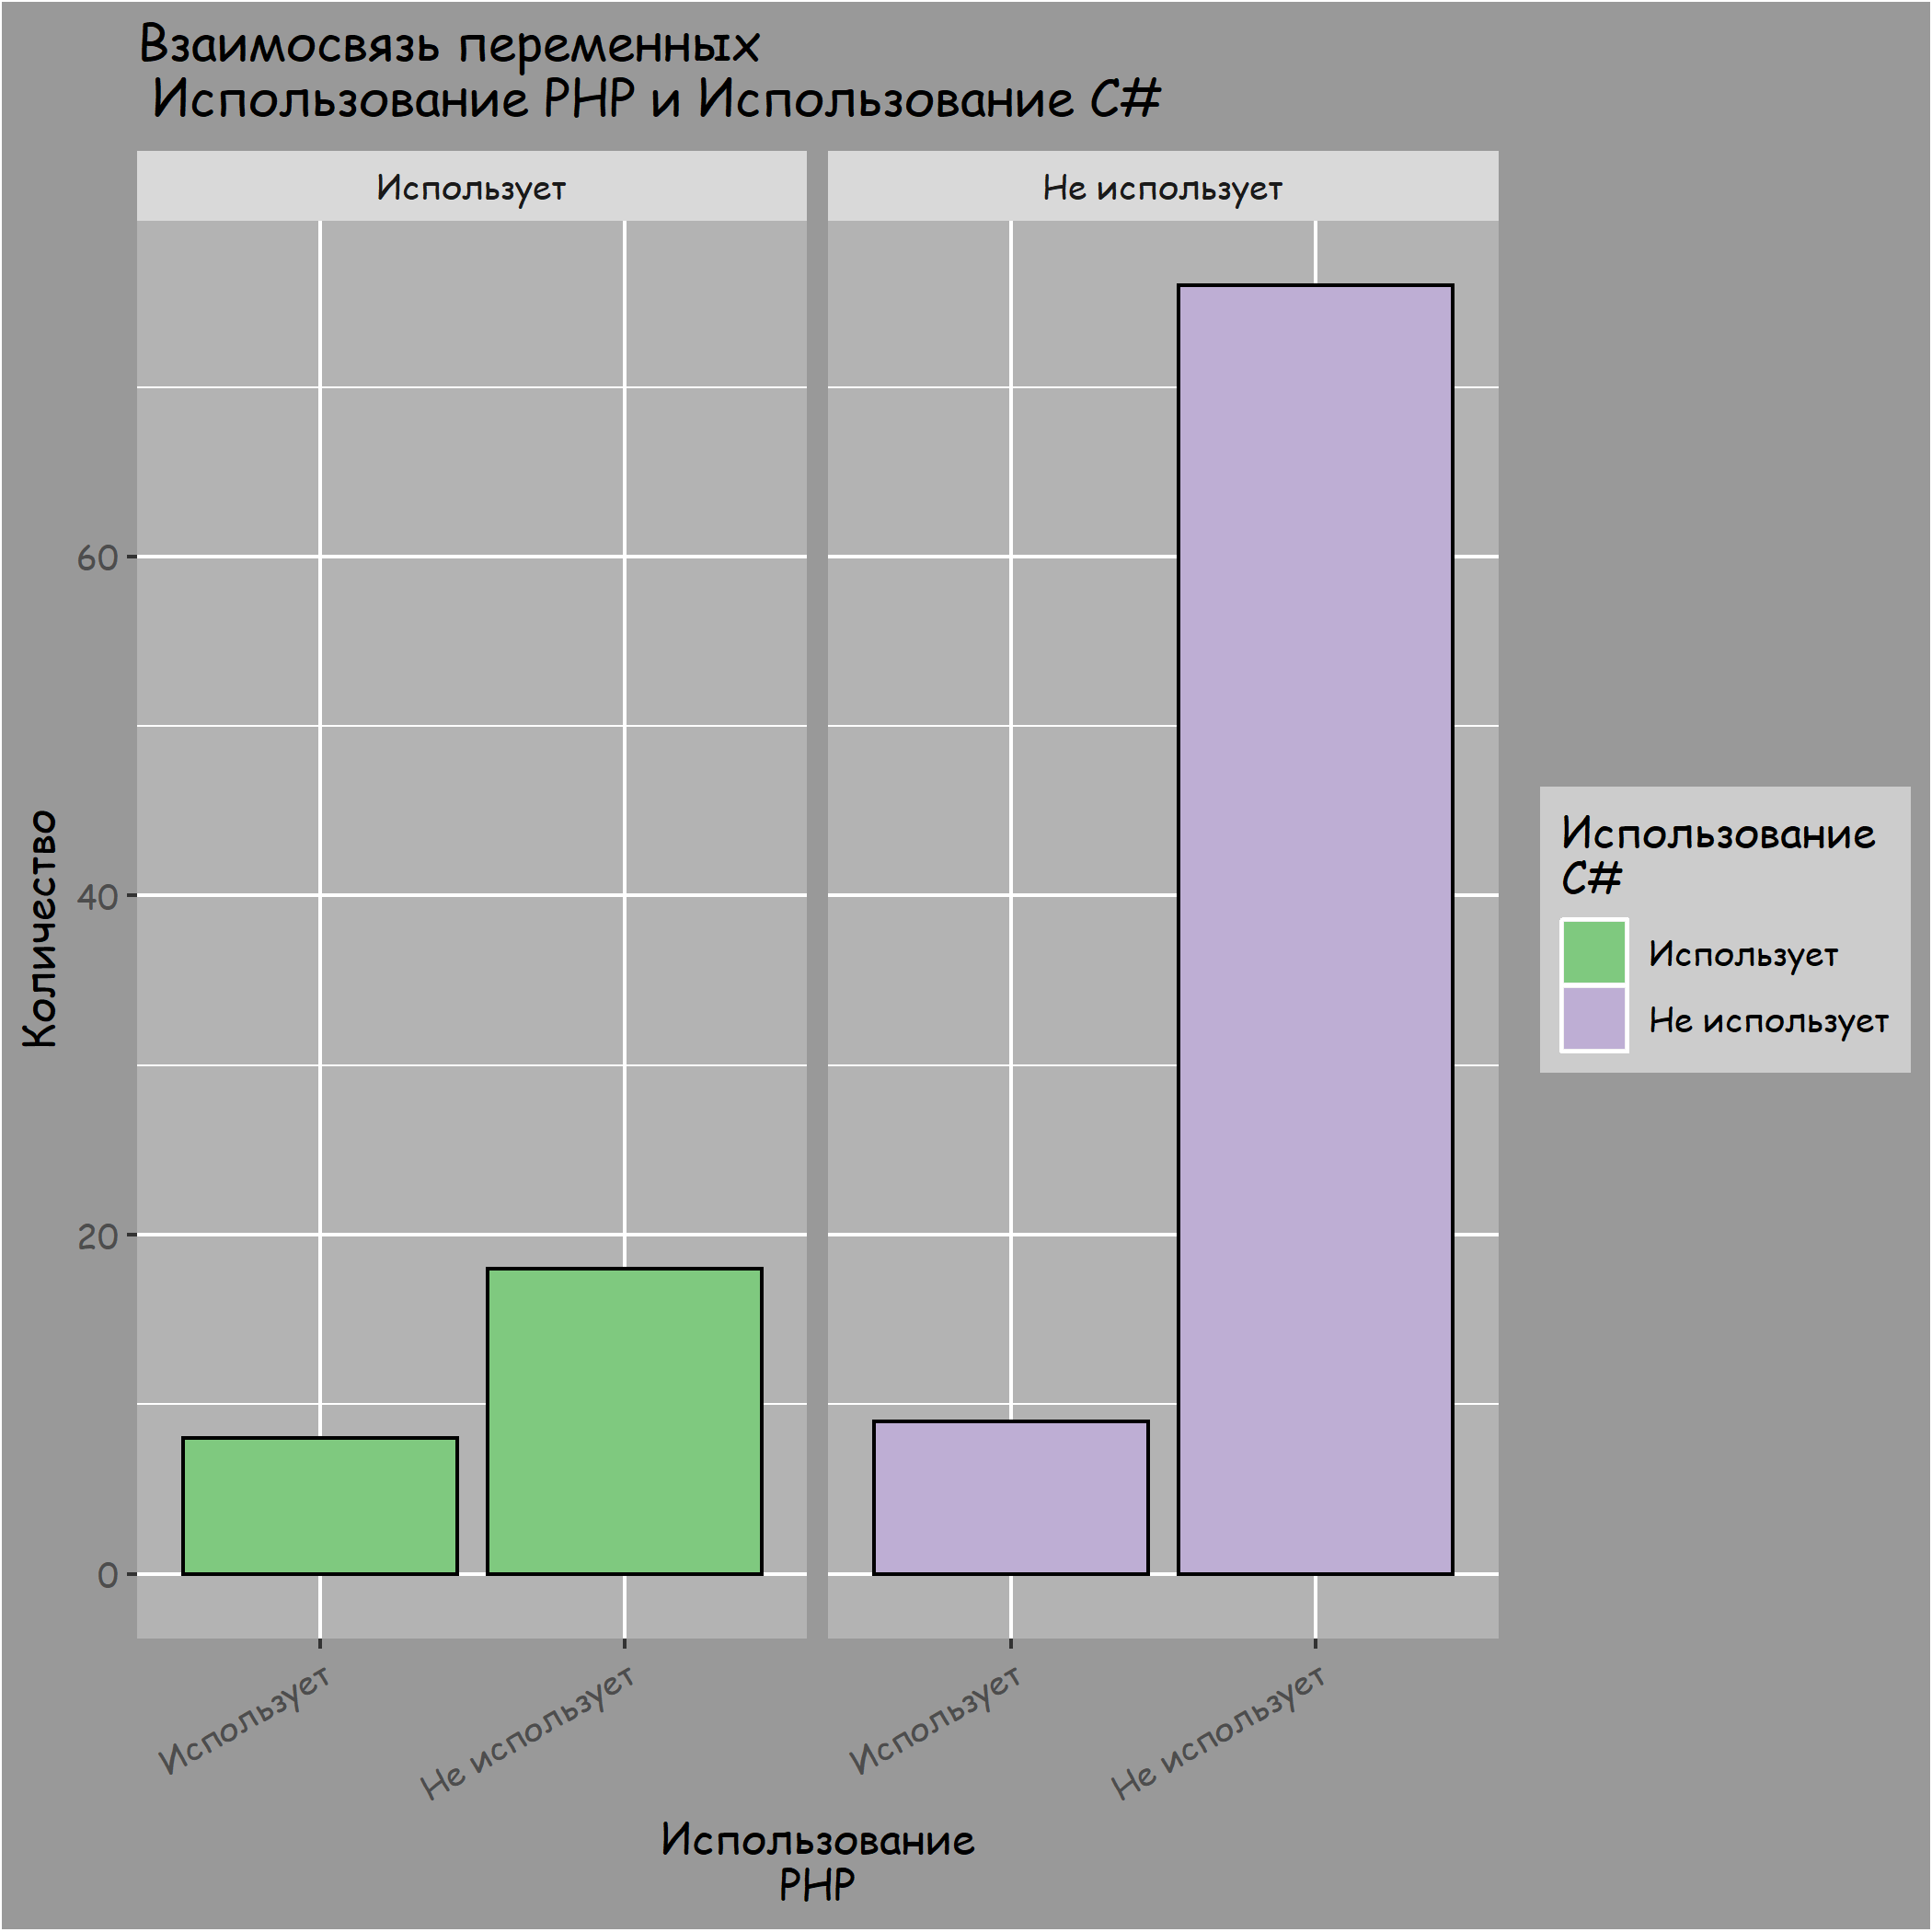 Взаимосвязь переменных
Использование PHP и Использование C#
Использует
Не использует
Количество
60
40
20
0
Использует
Не использует
Использует
Не использует
Использование
PHP
Использование
C#
Использует
Не использует